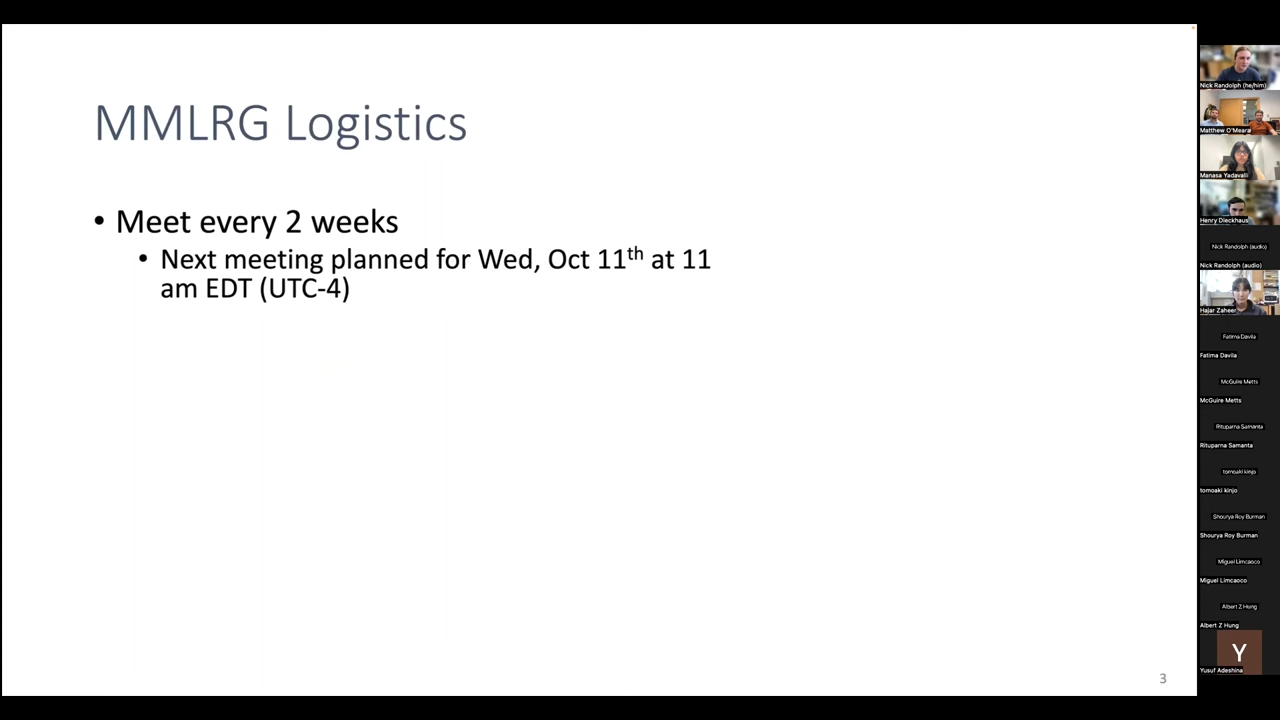 MMLRG Logistics
• Meet every 2 weeks
• Next meeting planned for Wed, Oct 11th at 11
am EDT (UTC-4)
3
Nick Randolph (he/him)
Matthew O'Meara
Manasa Yadavalli
Henry Dieckhaus
Nick Randolph (audio)
Nick Randolph (audio)
Hajar Zaheer
Fatima Davila
Fatima Davila
McGuire Metts
McGuire Metts
Rituparna Samanta
Rituparna Samanta
tomoaki kinjo
tomoaki kinjo
Shourya Roy Burman
Shourya Roy Burman
Miguel Limcaoco
Miguel Limcaoco
Albert Z Hung
Albert Z Hung
Y
Yusuf Adeshina